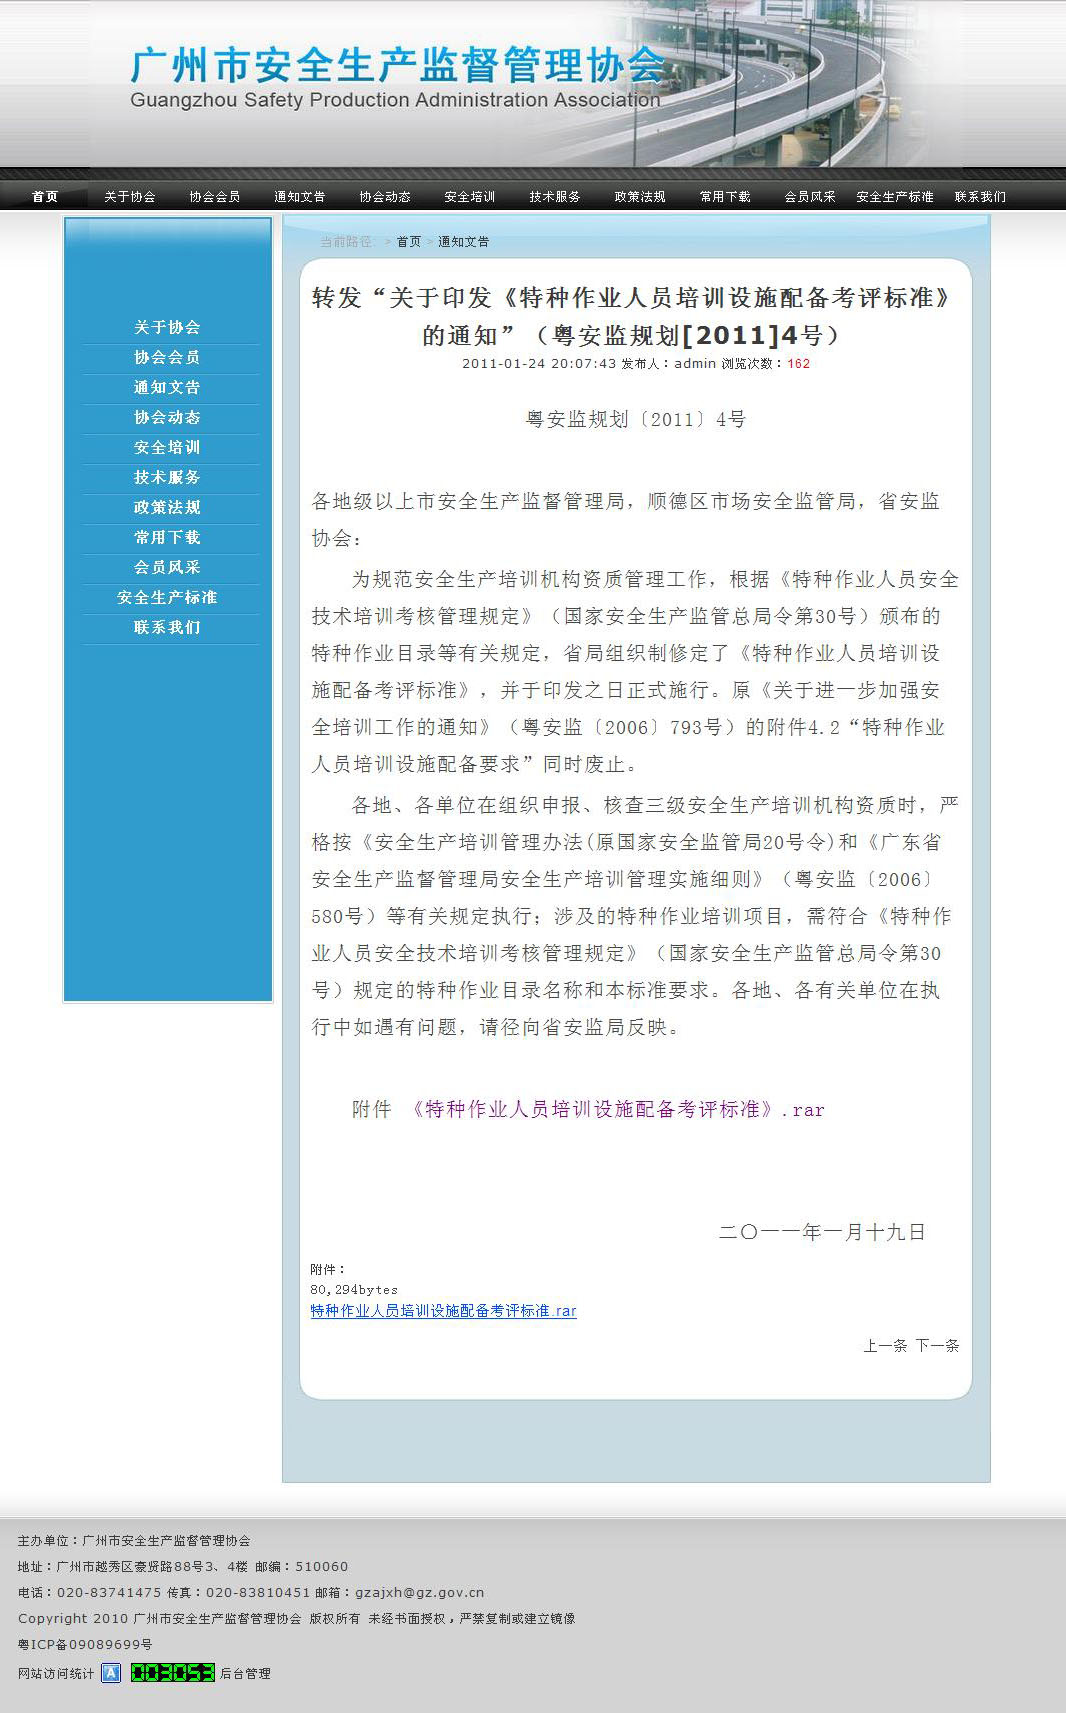 广州市安全生产监督管理协会
Guangzhou Safety Production Administration Association
首页 关于协会 协会会员 通知文告 协会动态 安全培训 技术服务 政策法规 常用下载 会员风采 安全生产标准 联系我们
关于协会
协会会员
通知文告
协会动态
安全培训
技术服务
政策法规
常用下载
会员风采
安全生产标准
联系我们
当前路径: > 首页 > 通知文告
转发“关于印发《特种作业人员培训设施配备考评标准》
的通知”（粤安监规划[2011]4号）
2011-01-24 20:07:43 发布人：admin 浏览次数：162
粤安监规划〔2011〕4号
各地级以上市安全生产监督管理局，顺德区市场安全监管局，省安监
协会：
为规范安全生产培训机构资质管理工作，根据《特种作业人员安全
技术培训考核管理规定》（国家安全生产监管总局令第30号）颁布的
特种作业目录等有关规定，省局组织制修定了《特种作业人员培训设
施配备考评标准》，并于印发之日正式施行。原《关于进一步加强安
全培训工作的通知》（粤安监〔2006〕793号）的附件4.2“特种作业
人员培训设施配备要求”同时废止。
各地、各单位在组织申报、核查三级安全生产培训机构资质时，严
格按《安全生产培训管理办法(原国家安全监管局20号令)和《广东省
安全生产监督管理局安全生产培训管理实施细则》（粤安监〔2006〕
580号）等有关规定执行；涉及的特种作业培训项目，需符合《特种作
业人员安全技术培训考核管理规定》（国家安全生产监管总局令第30
号）规定的特种作业目录名称和本标准要求。各地、各有关单位在执
行中如遇有问题，请径向省安监局反映。
附件 《特种作业人员培训设施配备考评标准》.rar
二〇一一年一月十九日
附件：
80,294bytes
特种作业人员培训设施配备考评标准.rar
上一条 下一条
主办单位：广州市安全生产监督管理协会
地址：广州市越秀区豪贤路88号3、4楼 邮编：510060
电话：020-83741475 传真：020-83810451 邮箱：gzajxh@gz.gov.cn
Copyright 2010 广州市安全生产监督管理协会 版权所有 未经书面授权，严禁复制或建立镜像
粤ICP备09089699号
网站访问统计 A 003053 后台管理